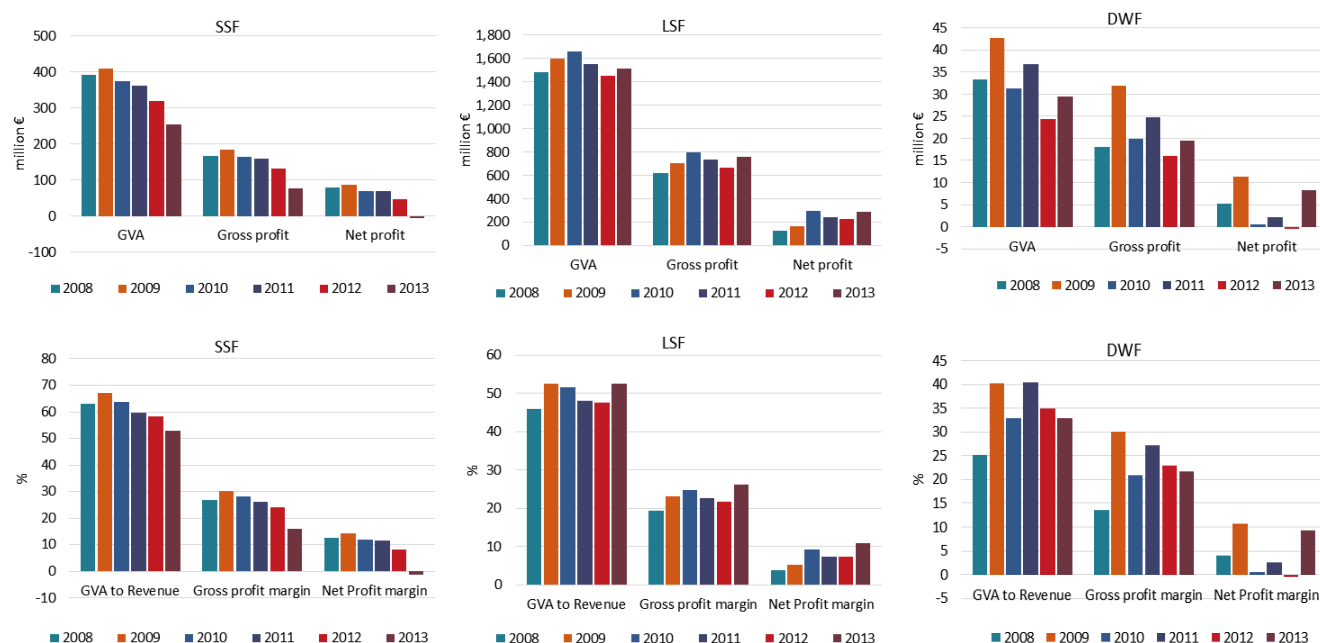 SSF
500
400
300
200
100
0
-100
million €
GVA Gross profit Net profit
2008 2009 2010 2011 2012 2013
LSF
1,800
1,600
1,400
1,200
1,000
800
600
400
200
0
million €
GVA Gross profit Net profit
2008 2009 2010 2011 2012 2013
DWF
45
40
35
30
25
20
15
10
5
0
-5
million €
GVA Gross profit Net profit
2008 2009 2010 2011 2012 2013
SSF
80
70
60
50
40
30
20
10
0
-10
%
GVA to Revenue Gross profit margin Net Profit margin
2008 2009 2010 2011 2012 2013
LSF
60
50
40
30
20
10
0
%
GVA to Revenue Gross profit margin Net Profit margin
2008 2009 2010 2011 2012 2013
DWF
45
40
35
30
25
20
15
10
5
0
-5
%
GVA to Revenue Gross profit margin Net Profit margin
2008 2009 2010 2011 2012 2013